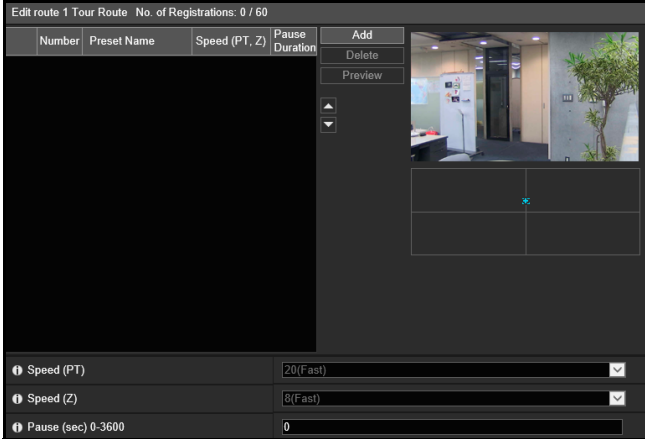 Edit route 1 Tour Route No. of Registrations: 0 / 60
Number Preset Name Speed (PT, Z) Pause Duration
Add
Delete
Preview
Speed (PT) 20(Fast)
Speed (Z) 8(Fast)
Pause (sec) 0-3600 0